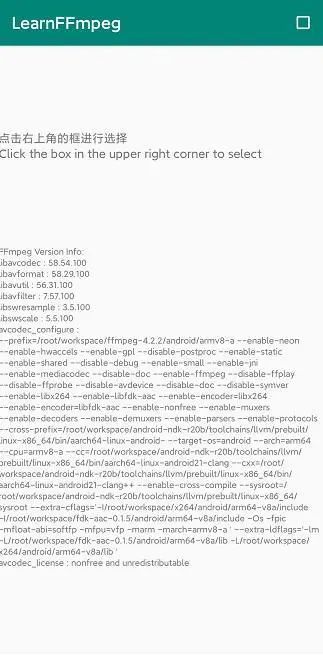 LearnFFmpeg
点击右上角的框进行选择
Click the box in the upper right corner to select
FFmpeg Version Info:
libavcodec : 58.54.100
libavformat : 58.29.100
libavutil : 56.31.100
libavfilter : 7.57.100
libswresample : 3.5.100
libswscale : 5.5.100
avcodec_configure :
--prefix=/root/workspace/ffmpeg-4.2.2/android/armv8-a --enable-neon
--enable-hwaccels --enable-gpl --disable-postproc --enable-static
--enable-shared --disable-debug --enable-small --enable-jni
--enable-mediacodec --disable-doc --enable-ffmpeg --disable-ffplay
--disable-ffprobe --disable-avdevice --disable-doc --disable-symver
--enable-libx264 --enable-libfdk-aac --enable-encoder=libx264
--enable-encoder=libfdk-aac --enable-nonfree --enable-muxers
--enable-decoders --enable-demuxers --enable-parsers --enable-protocols
--cross-prefix=/root/workspace/android-ndk-r20b/toolchains/llvm/prebuilt/
linux-x86_64/bin/aarch64-linux-android- --target-os=android --arch=arm64
--cpu=armv8-a --cc=/root/workspace/android-ndk-r20b/toolchains/llvm/
prebuilt/linux-x86_64/bin/aarch64-linux-android21-clang --cxx=/root/
workspace/android-ndk-r20b/toolchains/llvm/prebuilt/linux-x86_64/bin/
aarch64-linux-android21-clang++ --enable-cross-compile --sysroot=/
root/workspace/android-ndk-r20b/toolchains/llvm/prebuilt/linux-x86_64/
sysroot --extra-cflags='-I/root/workspace/x264/android/arm64-v8a/include
-I/root/workspace/fdk-aac-0.1.5/android/arm64-v8a/include -Os -fpic
-mfloat-abi=softfp -mfpu=vfp -marm -march=armv8-a ' --extra-ldflags='-lm
-L/root/workspace/fdk-aac-0.1.5/android/arm64-v8a/lib -L/root/workspace/
x264/android/arm64-v8a/lib '
avcodec_license : nonfree and unredistributable